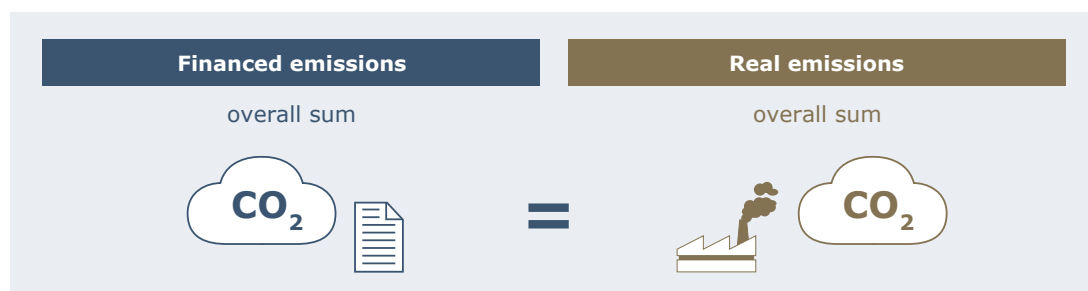 Financed emissions
Real emissions
overall sum
overall sum
CO₂
=
CO₂